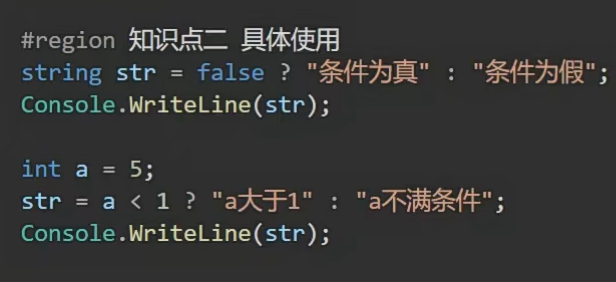 #region 知识点二 具体使用
string str = false ? "条件为真" : "条件为假";
Console.WriteLine(str);
int a = 5;
str = a < 1 ? "a大于1" : "a不满条件";
Console.WriteLine(str);